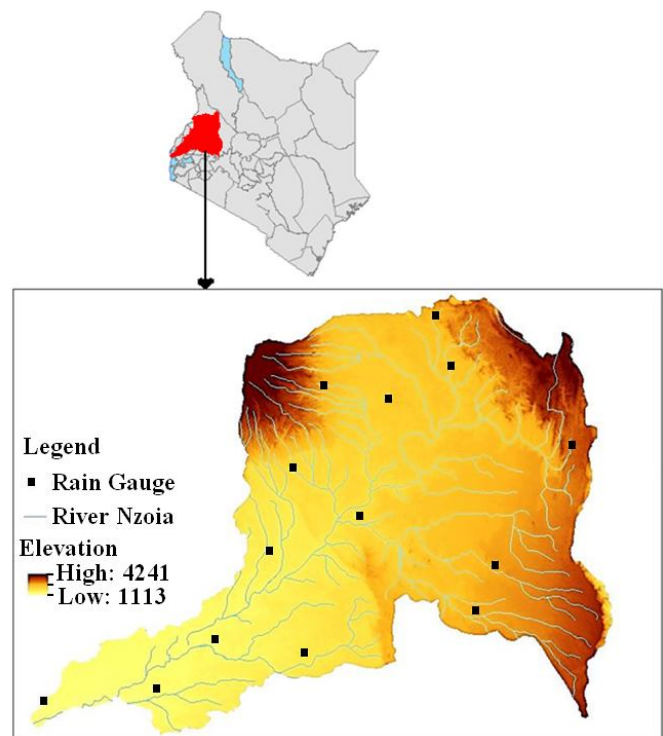 Legend
Rain Gauge
River Nzoia
Elevation
High: 4241
Low: 1113